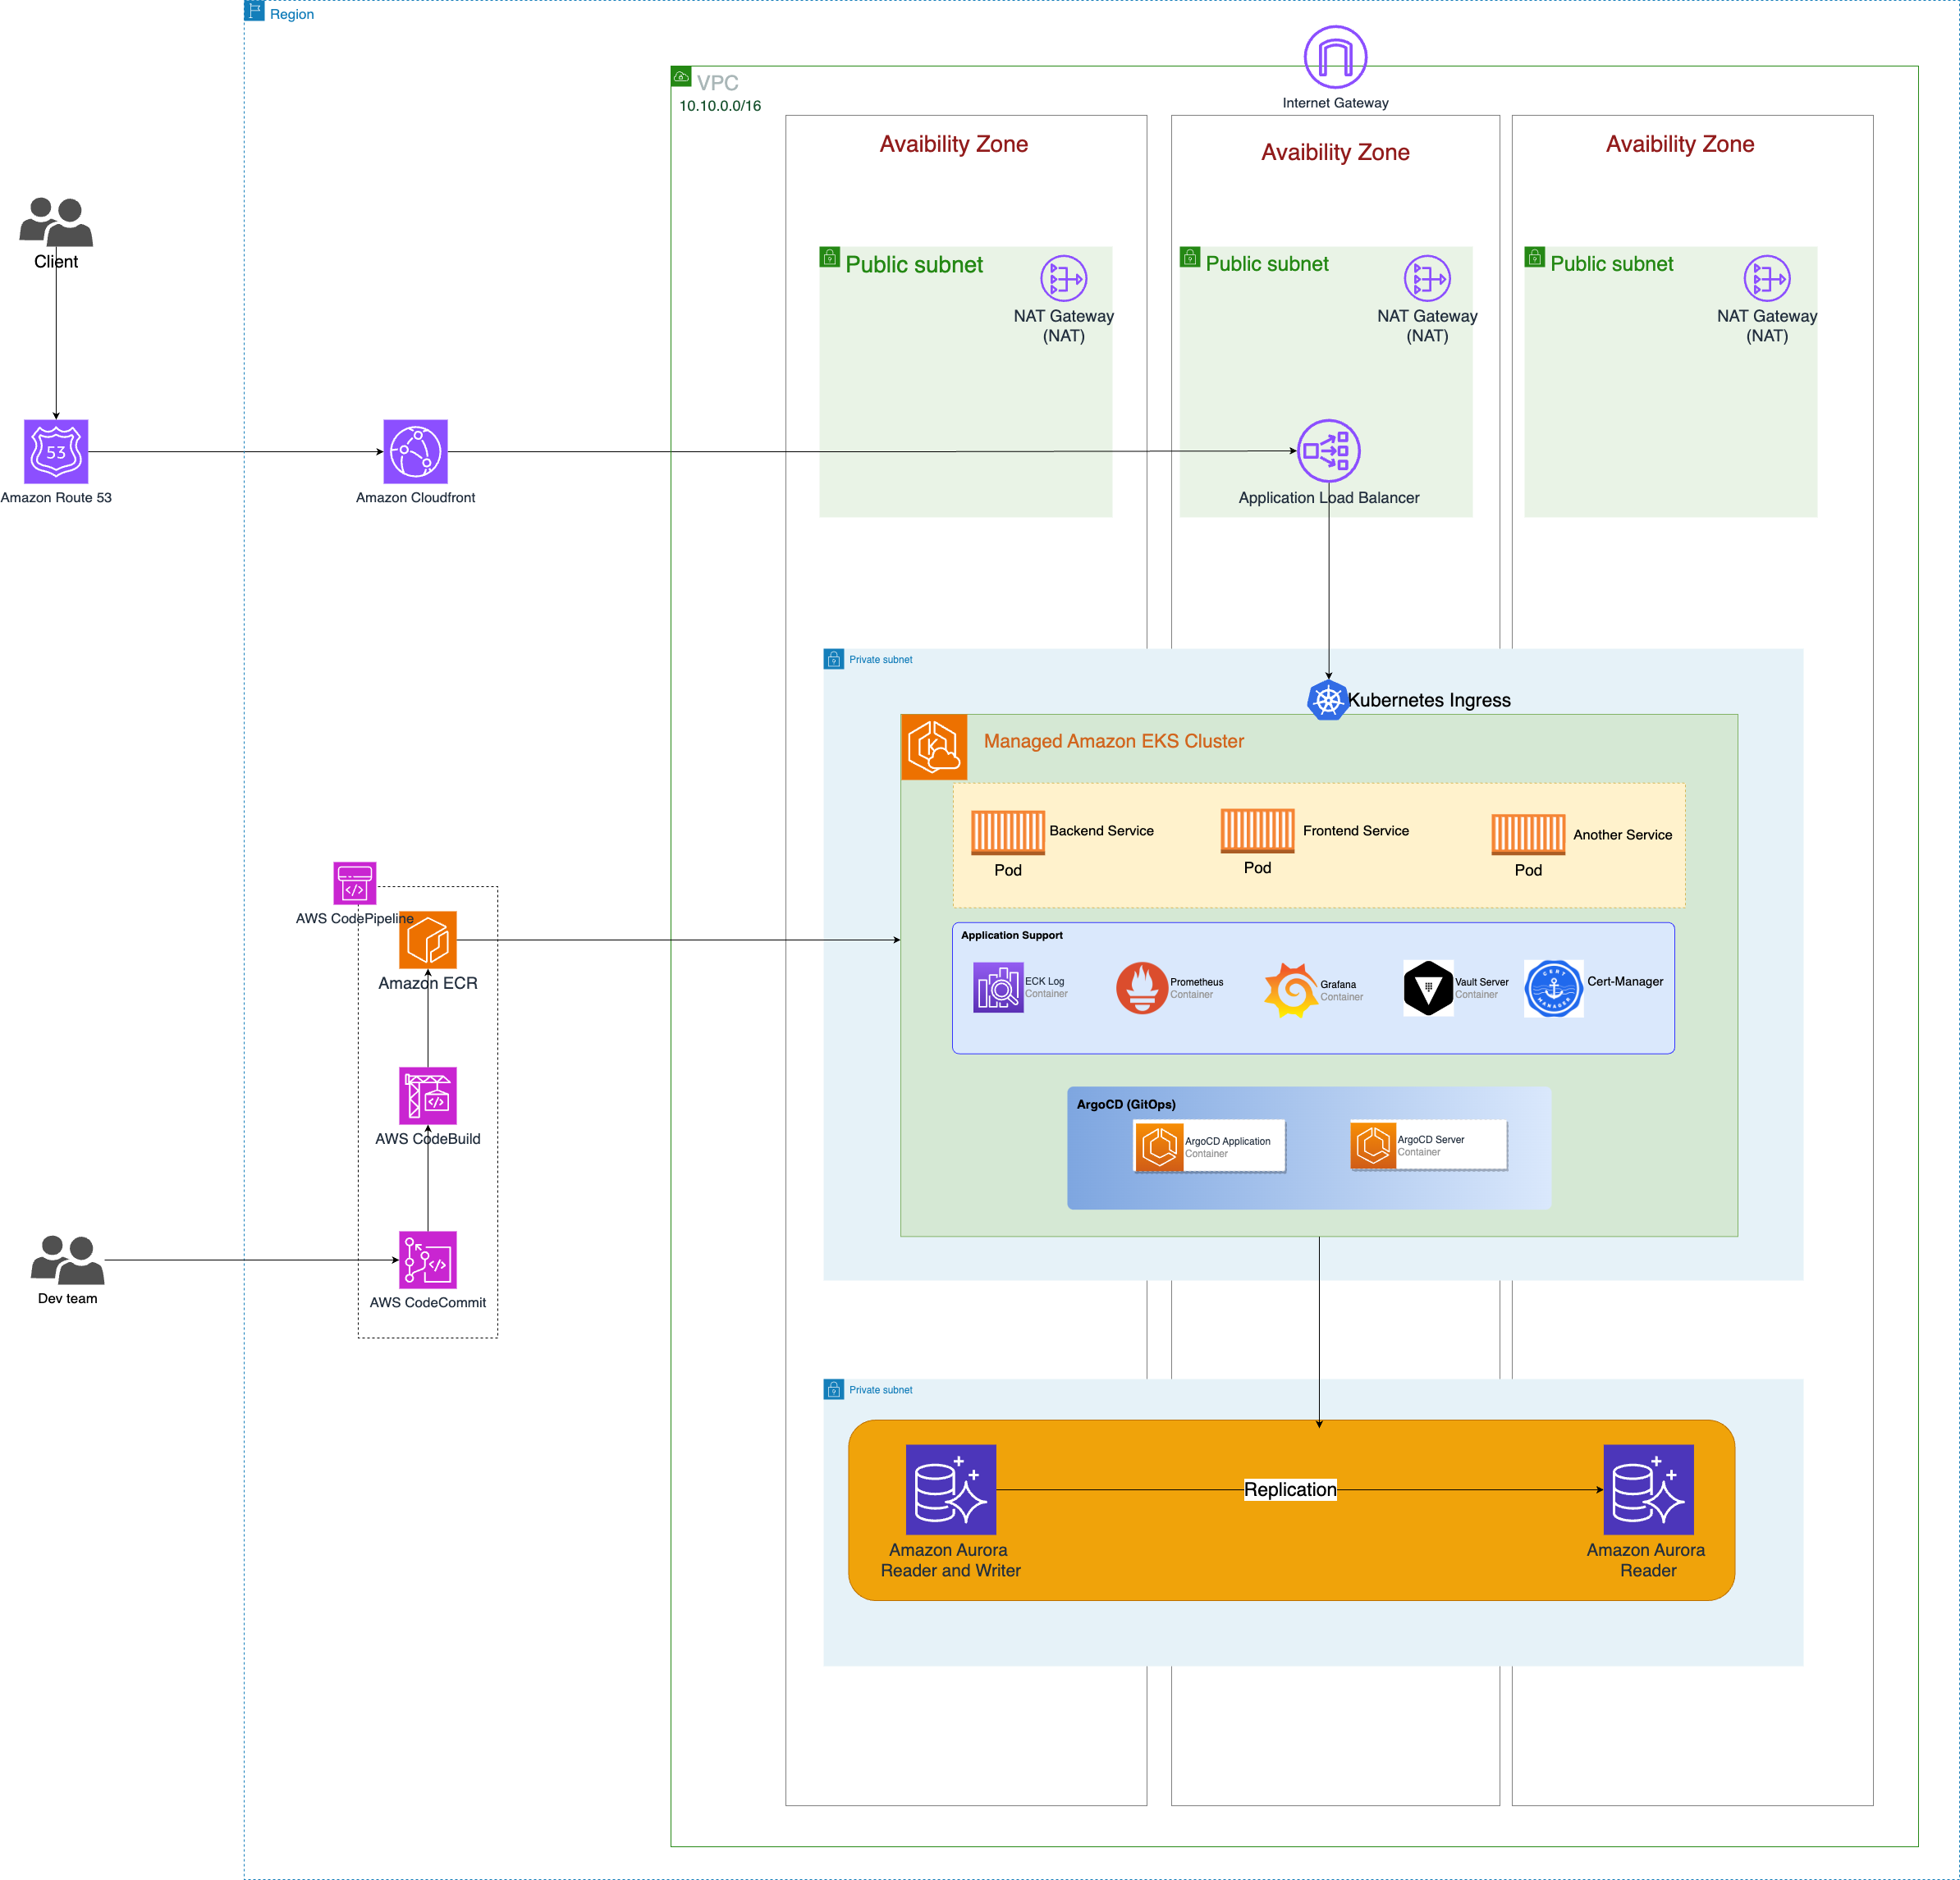 Region
VPC
10.10.0.0/16
Internet Gateway
Avaibility Zone
Avaibility Zone
Avaibility Zone
Client
Public subnet
NAT Gateway
(NAT)
Public subnet
NAT Gateway
(NAT)
Public subnet
NAT Gateway
(NAT)
53
Amazon Route 53
Amazon Cloudfront
Application Load Balancer
Private subnet
Kubernetes Ingress
Managed Amazon EKS Cluster
Backend Service
Pod
Frontend Service
Pod
Another Service
Pod
AWS CodePipeline
Amazon ECR
AWS CodeBuild
AWS CodeCommit
Dev team
Application Support
ECK Log
Container
Prometheus
Container
Grafana
Container
Vault Server
Container
CERT
MANAGER
Cert-Manager
ArgoCD (GitOps)
ArgoCD Application
Container
ArgoCD Server
Container
Private subnet
Replication
Amazon Aurora
Reader and Writer
Amazon Aurora
Reader